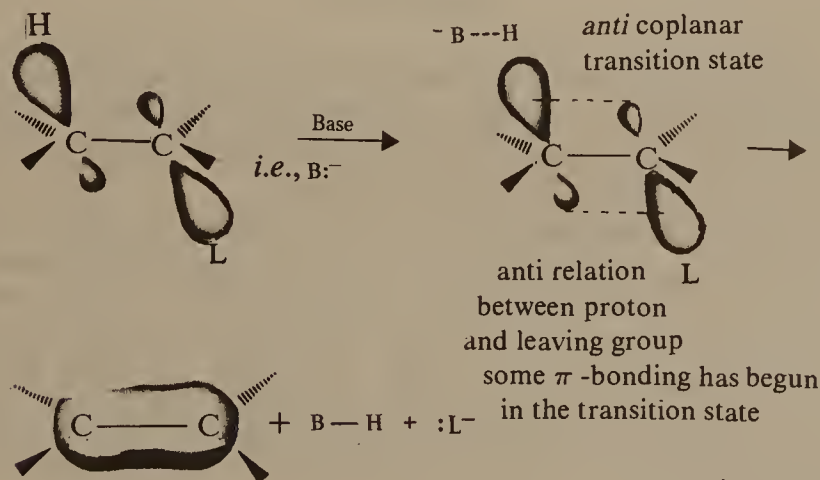 H
C — C
L
Base
i.e., B:⁻
⁻ B---H
anti coplanar
transition state
C — C
L
anti relation
between proton
and leaving group
some π -bonding has begun
in the transition state
C — C + B — H + :L⁻